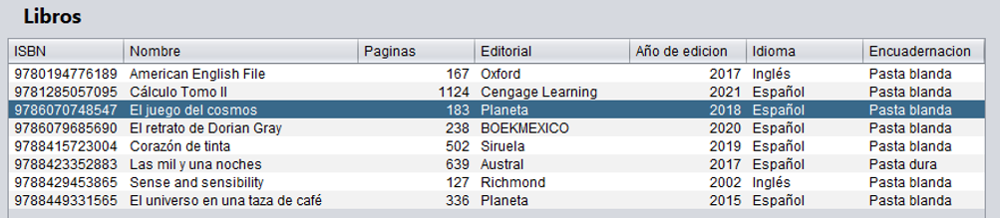 Libros
ISBN Nombre Paginas Editorial Año de edicion Idioma Encuadernacion
9780194776189 American English File 167 Oxford 2017 Inglés Pasta blanda
9781285057095 Cálculo Tomo II 1124 Cengage Learning 2021 Español Pasta blanda
9786070748547 El juego del cosmos 183 Planeta 2018 Español Pasta blanda
9786079685690 El retrato de Dorian Gray 238 BOEKMEXICO 2020 Español Pasta blanda
9788415723004 Corazón de tinta 502 Siruela 2019 Español Pasta blanda
9788423352883 Las mil y una noches 639 Austral 2017 Español Pasta dura
9788429453865 Sense and sensibility 127 Richmond 2002 Inglés Pasta blanda
9788449331565 El universo en una taza de café 336 Planeta 2015 Español Pasta blanda